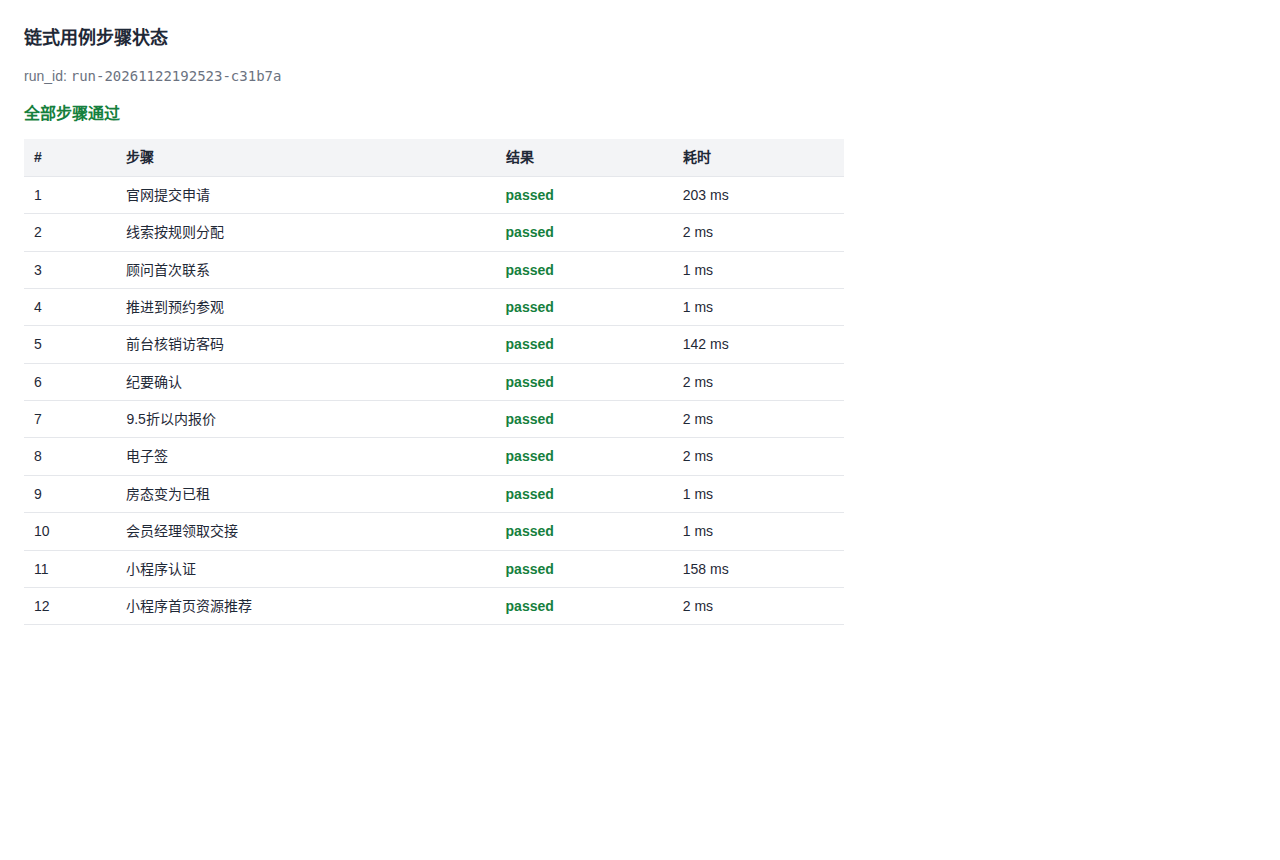 链式用例步骤状态
run_id: run-20261122192523-c31b7a
全部步骤通过
# 步骤 结果 耗时
1 官网提交申请 passed 203 ms
2 线索按规则分配 passed 2 ms
3 顾问首次联系 passed 1 ms
4 推进到预约参观 passed 1 ms
5 前台核销访客码 passed 142 ms
6 纪要确认 passed 2 ms
7 9.5折以内报价 passed 2 ms
8 电子签 passed 2 ms
9 房态变为已租 passed 1 ms
10 会员经理领取交接 passed 1 ms
11 小程序认证 passed 158 ms
12 小程序首页资源推荐 passed 2 ms